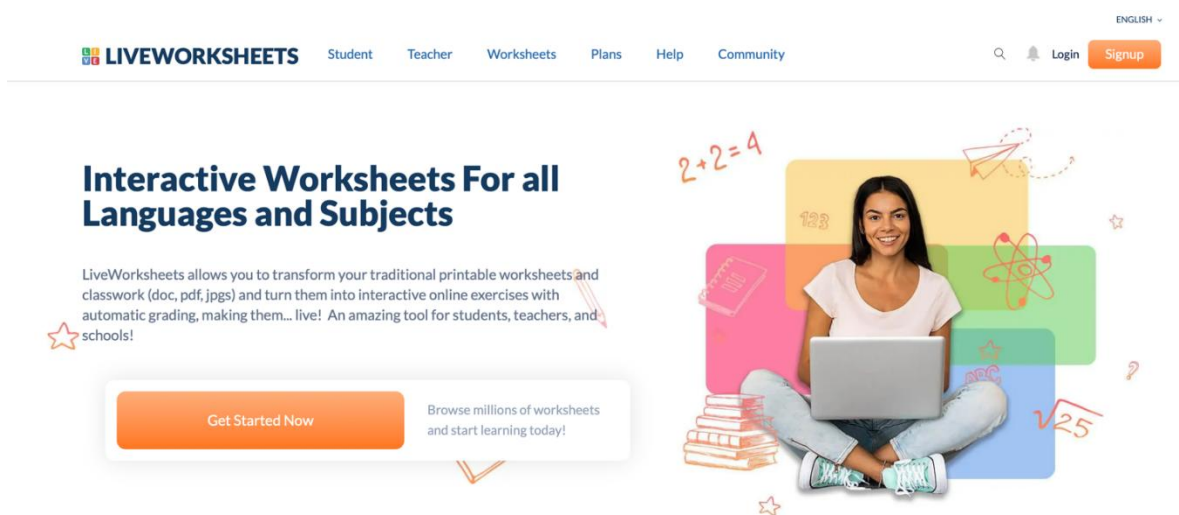 ENGLISH
LI
VE
LIVEWORKSHEETS
Student
Teacher
Worksheets
Plans
Help
Community
Login
Signup
Interactive Worksheets For all
Languages and Subjects
LiveWorksheets allows you to transform your traditional printable worksheets and
classwork (doc, pdf, jpgs) and turn them into interactive online exercises with
automatic grading, making them... live! An amazing tool for students, teachers, and
schools!
Get Started Now
Browse millions of worksheets
and start learning today!
2+2=4
123
ABC
?
√25